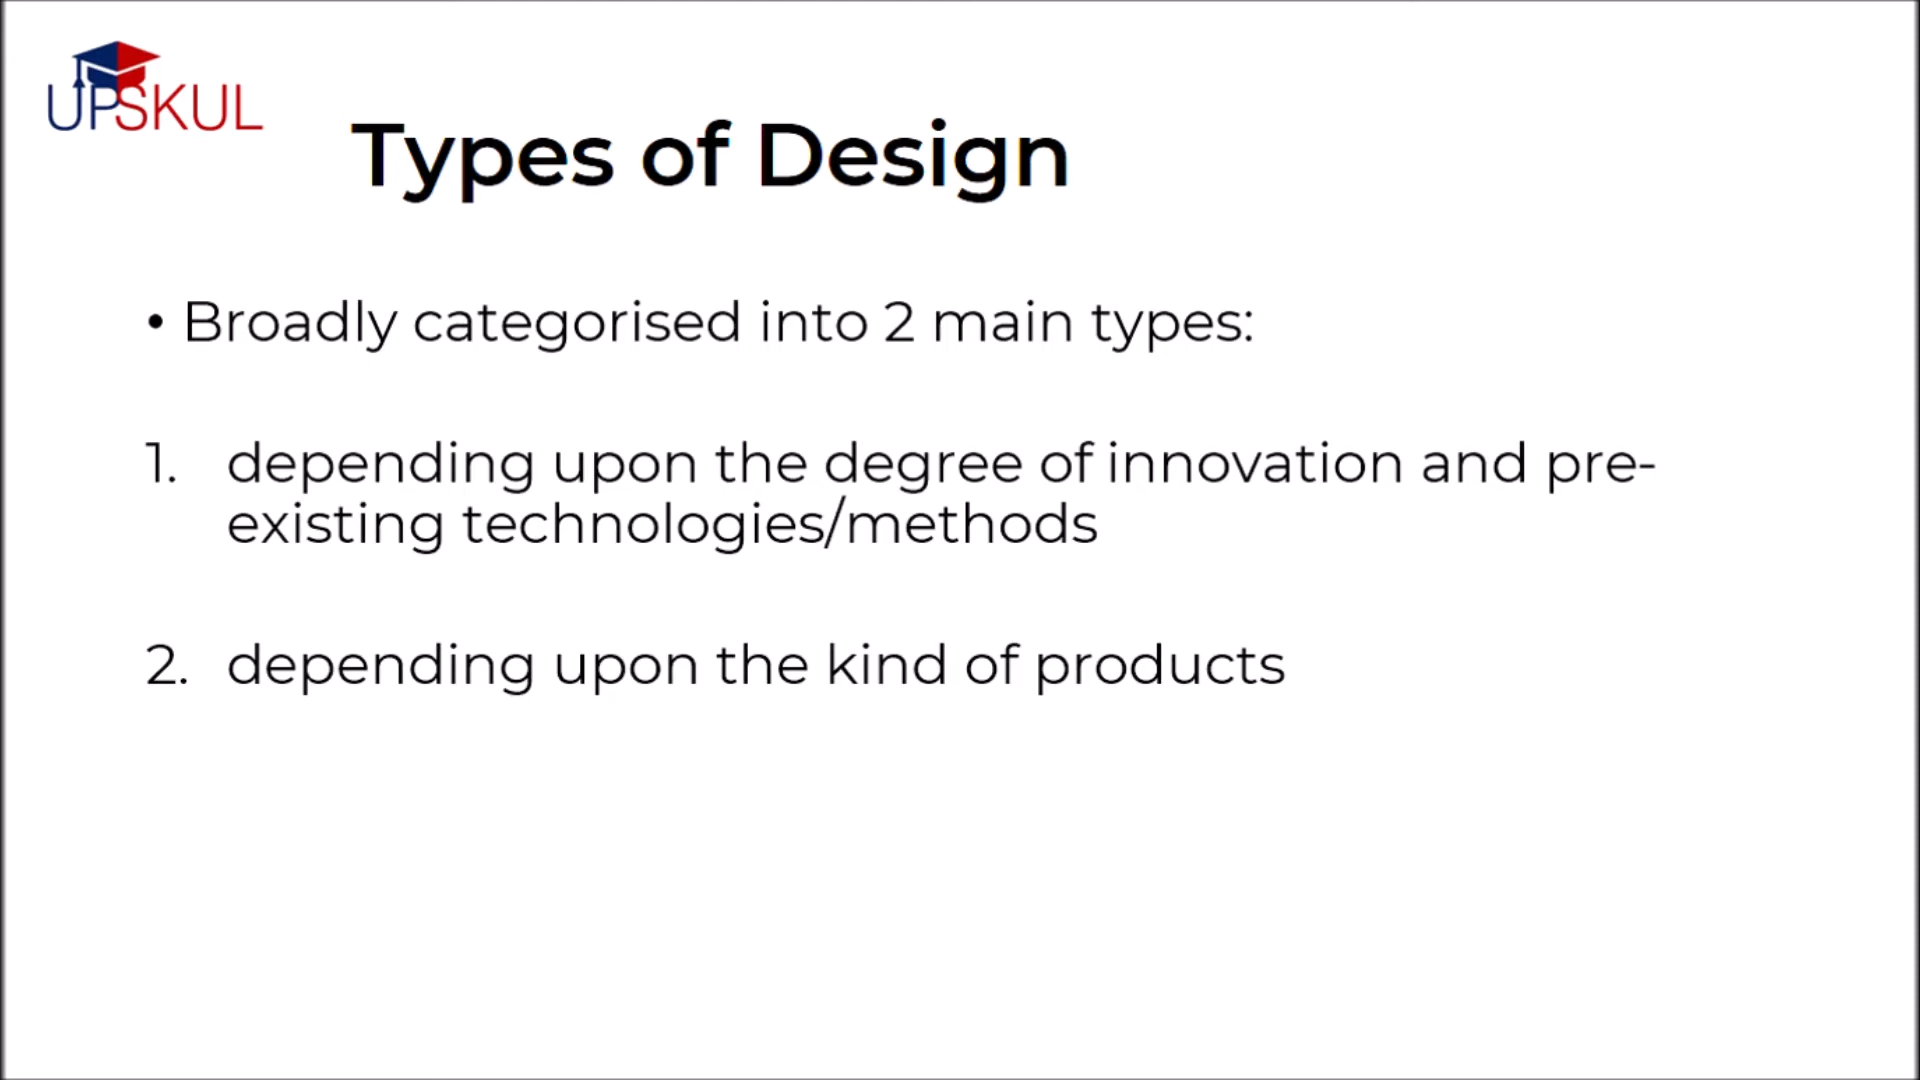 UPSKUL
Types of Design
• Broadly categorised into 2 main types:
1. depending upon the degree of innovation and pre-
existing technologies/methods
2. depending upon the kind of products